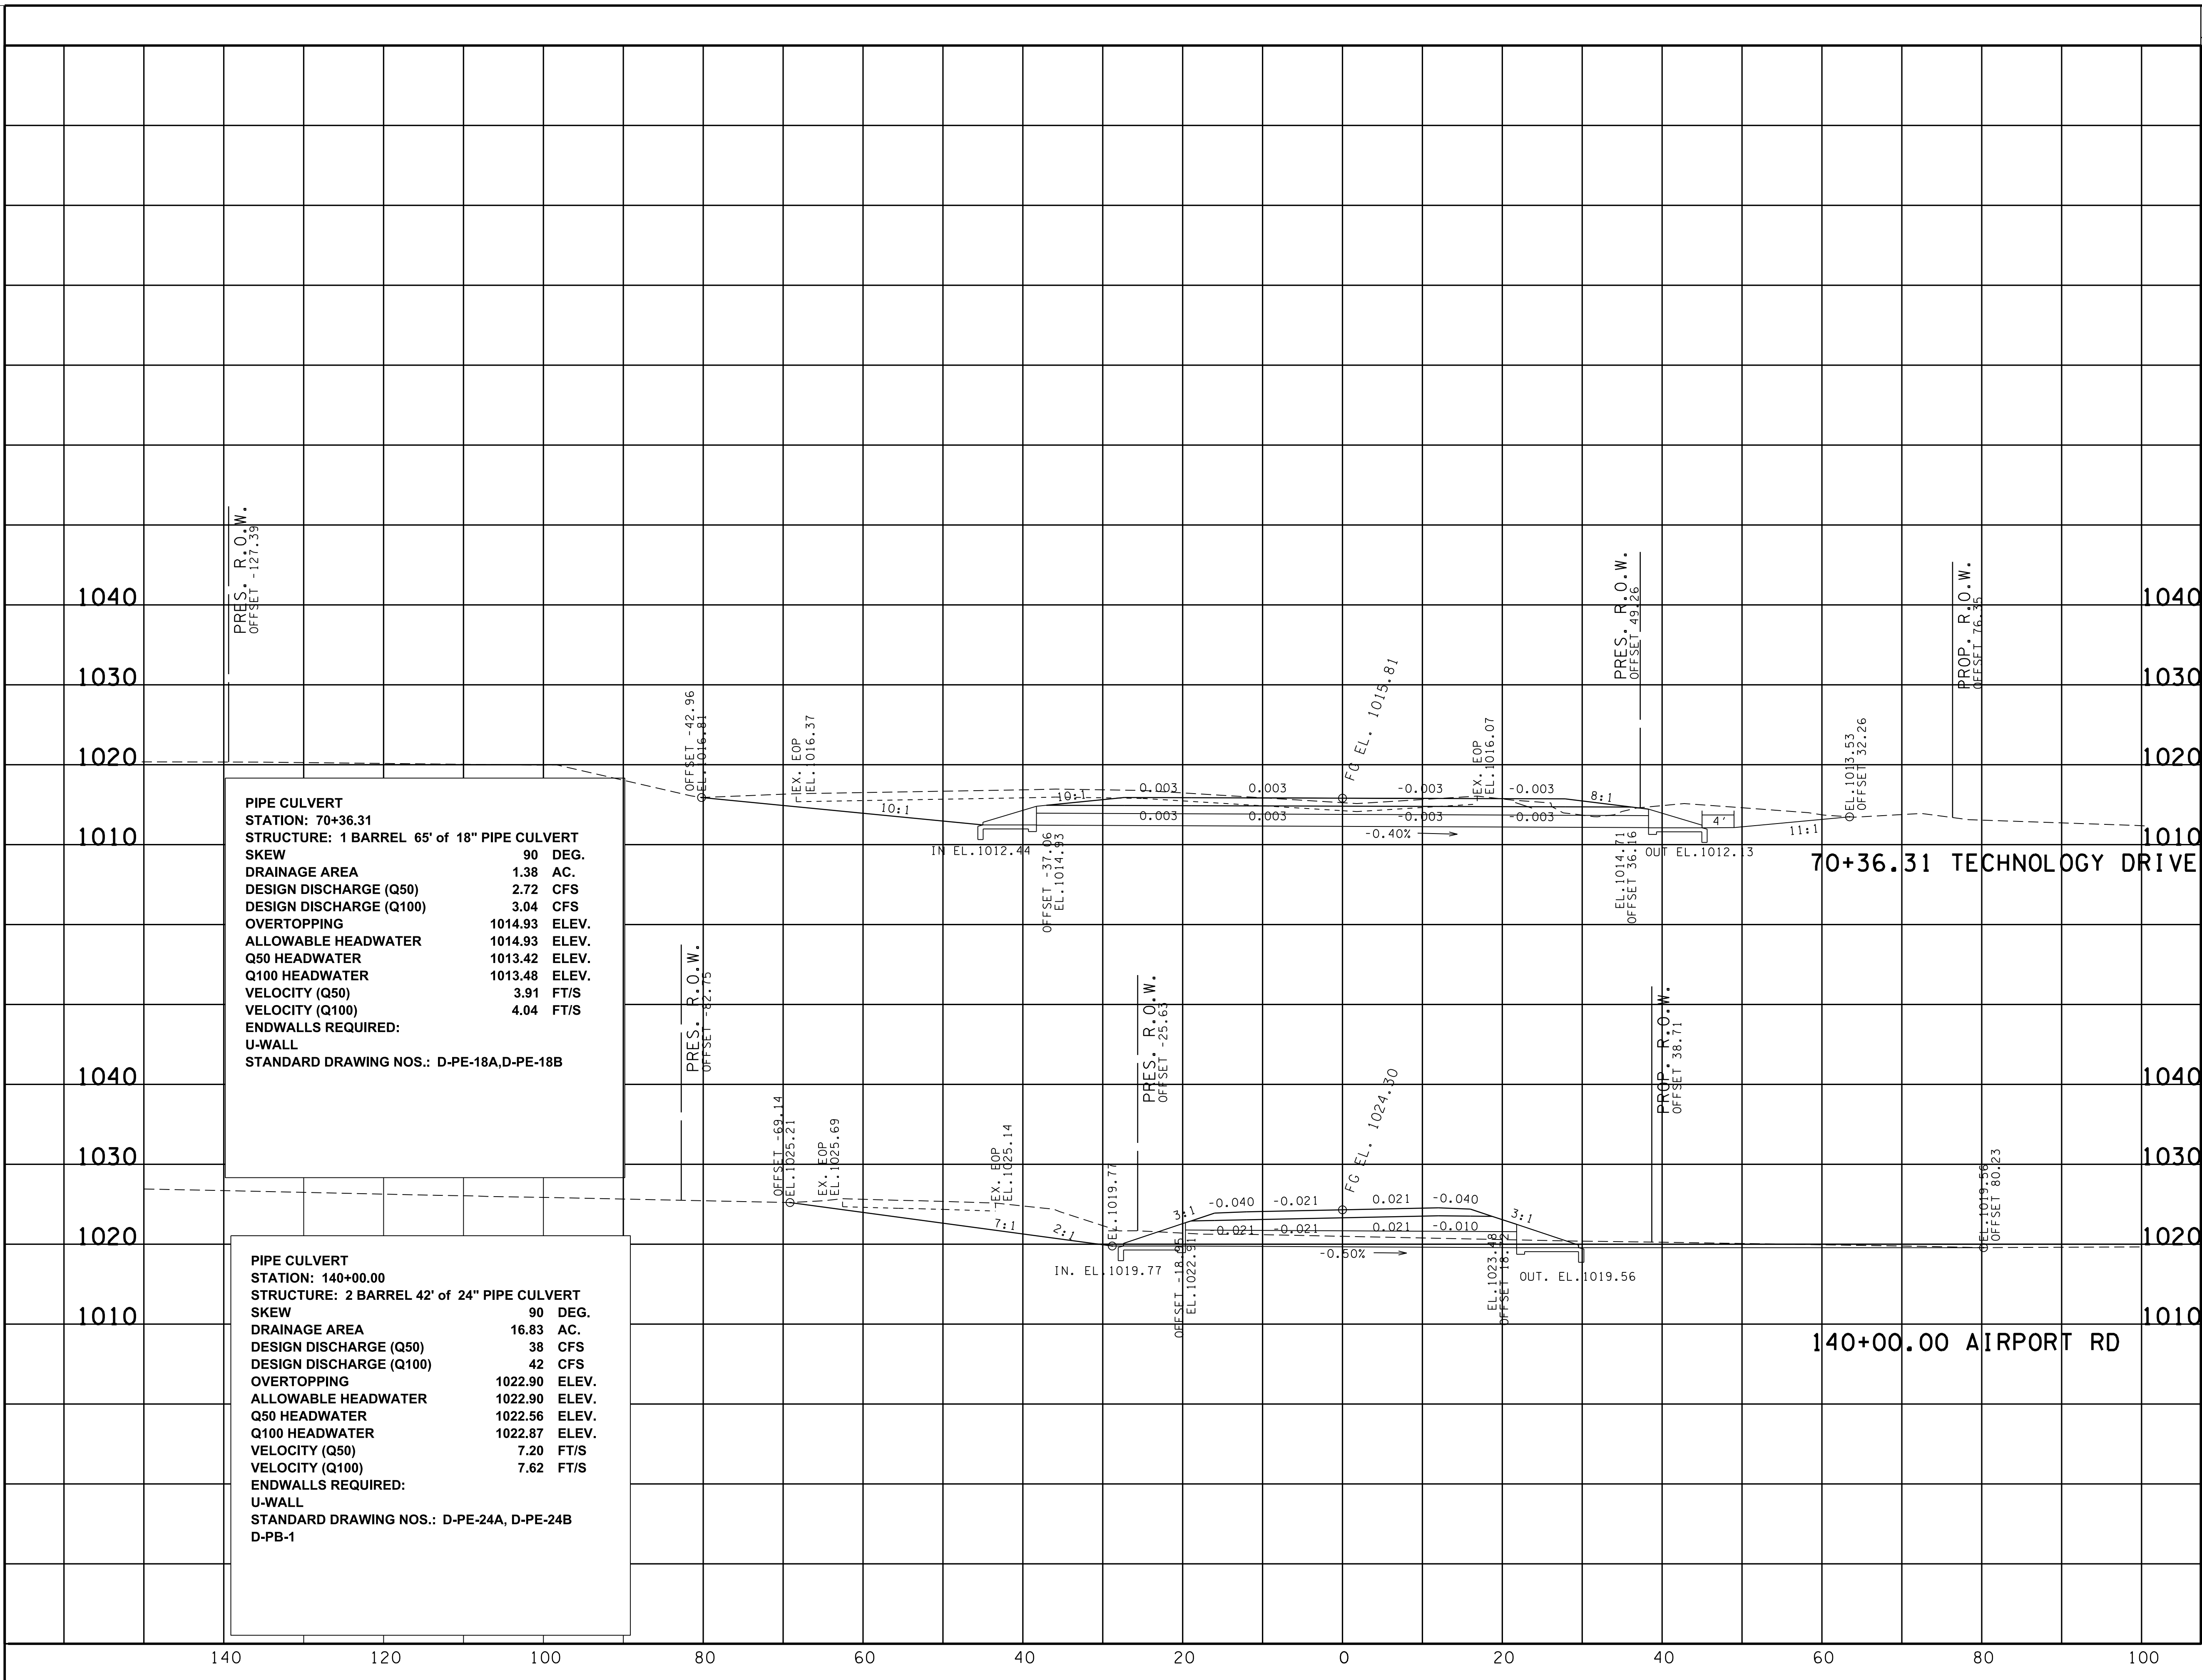 PRES. R.O.W.
OFFSET -127.39
PRES. R.O.W.
OFFSET 49.26
PROP. R.O.W.
OFFSET 76.35
1040
1040
1030
1030
1020
1020
1010
1010
OFFSET -42.96
EL.1016.81
EX. EOP
EL.1016.37
FG EL. 1015.81
EX. EOP
EL.1016.07
EL.1013.53
OFFSET 32.26
10:1
10:1
0.003
0.003
-0.003
-0.003
8:1
0.003
0.003
-0.003
-0.003
4'
11:1
-0.40%
IN EL.1012.44
OUT EL.1012.13
OFFSET -37.06
EL.1014.93
EL.1014.71
OFFSET 36.16
70+36.31 TECHNOLOGY DRIVE
PIPE CULVERT
STATION: 70+36.31
STRUCTURE: 1 BARREL 65' of 18" PIPE CULVERT
SKEW 90 DEG.
DRAINAGE AREA 1.38 AC.
DESIGN DISCHARGE (Q50) 2.72 CFS
DESIGN DISCHARGE (Q100) 3.04 CFS
OVERTOPPING 1014.93 ELEV.
ALLOWABLE HEADWATER 1014.93 ELEV.
Q50 HEADWATER 1013.42 ELEV.
Q100 HEADWATER 1013.48 ELEV.
VELOCITY (Q50) 3.91 FT/S
VELOCITY (Q100) 4.04 FT/S
ENDWALLS REQUIRED:
U-WALL
STANDARD DRAWING NOS.: D-PE-18A,D-PE-18B
PRES. R.O.W.
OFFSET -82.75
PRES. R.O.W.
OFFSET -25.63
PROP. R.O.W.
OFFSET 38.71
1040
1040
1030
1030
1020
1020
1010
1010
OFFSET -69.14
EL.1025.21
EX. EOP
EL.1025.69
EX. EOP
EL.1025.14
EL.1019.77
FG EL. 1024.30
EL.1019.56
OFFSET 80.23
7:1
2:1
3:1
-0.040
-0.021
0.021
-0.040
3:1
0.021
-0.021
0.021
-0.010
-0.50%
IN. EL.1019.77
OUT. EL.1019.56
EL.1022.91
EL.1023.48
140+00.00 AIRPORT RD
PIPE CULVERT
STATION: 140+00.00
STRUCTURE: 2 BARREL 42' of 24" PIPE CULVERT
SKEW 90 DEG.
DRAINAGE AREA 16.83 AC.
DESIGN DISCHARGE (Q50) 38 CFS
DESIGN DISCHARGE (Q100) 42 CFS
OVERTOPPING 1022.90 ELEV.
ALLOWABLE HEADWATER 1022.90 ELEV.
Q50 HEADWATER 1022.56 ELEV.
Q100 HEADWATER 1022.87 ELEV.
VELOCITY (Q50) 7.20 FT/S
VELOCITY (Q100) 7.62 FT/S
ENDWALLS REQUIRED:
U-WALL
STANDARD DRAWING NOS.: D-PE-24A, D-PE-24B
D-PB-1
140 120 100 80 60 40 20 0 20 40 60 80 100